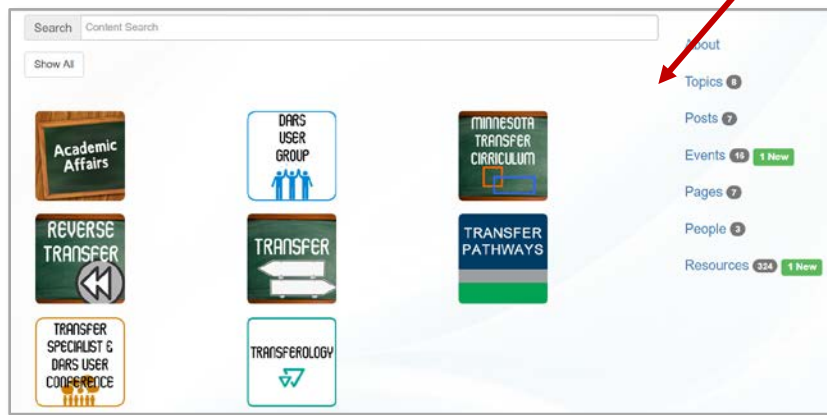 Search Content Search
Show All
Academic
Affairs
DARS
USER
GROUP
MINNESOTA
TRANSFER
CIRRICULUM
REVERSE
TRANSFER
TRANSFER
TRANSFER
PATHWAYS
TRANSFER
SPECIALIST &
DARS USER
CONFERENCE
TRANSFEROLOGY
About
Topics 8
Posts 7
Events 15 1 New
Pages 7
People 3
Resources 324 1 New